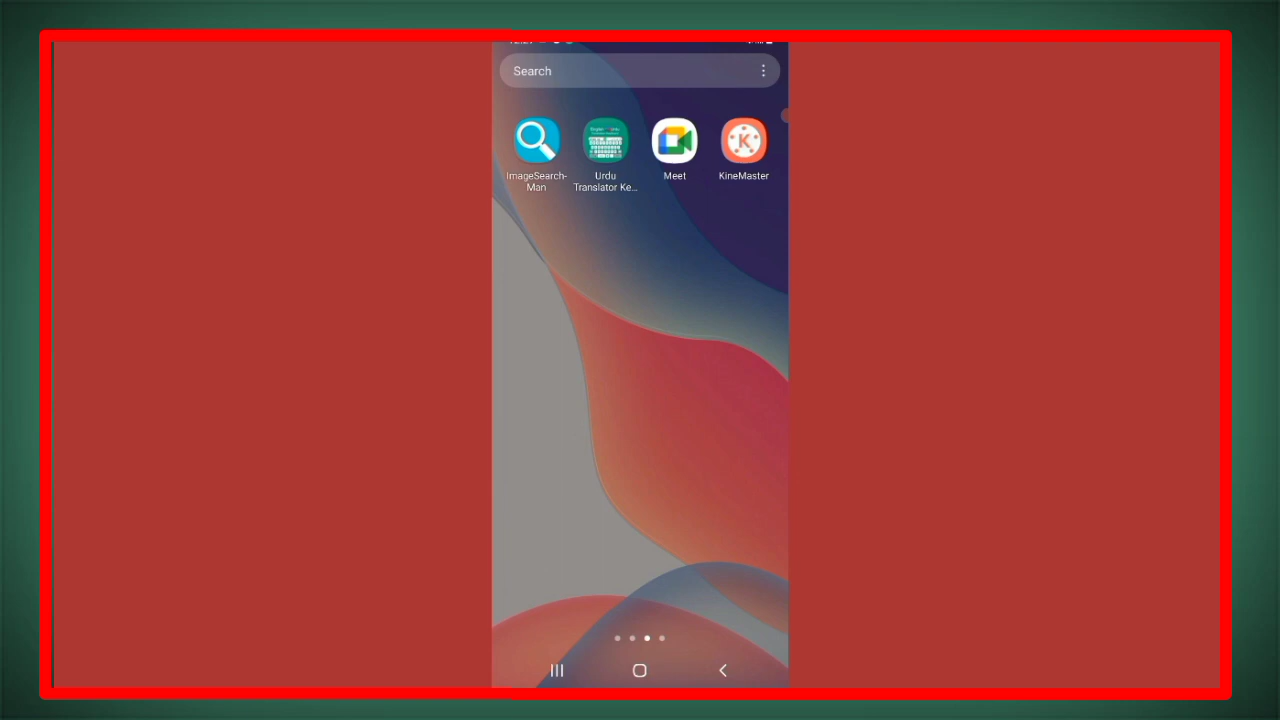 Search
ImageSearch-
Man
Urdu
Translator Ke...
Meet
KineMaster